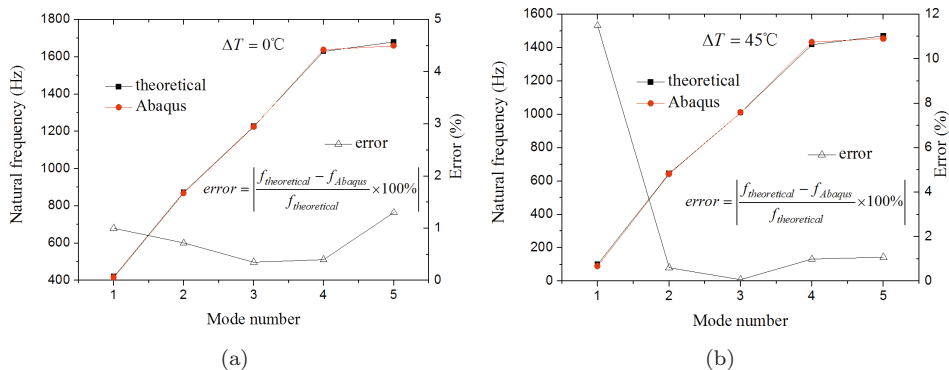 (a)
1800
1600
1400
1200
1000
800
600
400
Natural frequency (Hz)
ΔT = 0℃
theoretical
Abaqus
error
error = | (f_theoretical − f_Abaqus) / f_theoretical ×100% |
5
4
3
2
1
0
Error (%)
1 2 3 4 5
Mode number
(a)
(b)
1600
1400
1200
1000
800
600
400
200
0
Natural frequency (Hz)
ΔT = 45℃
theoretical
Abaqus
error
error = | (f_theoretical − f_Abaqus) / f_theoretical ×100% |
12
10
8
6
4
2
0
Error (%)
1 2 3 4 5
Mode number
(b)